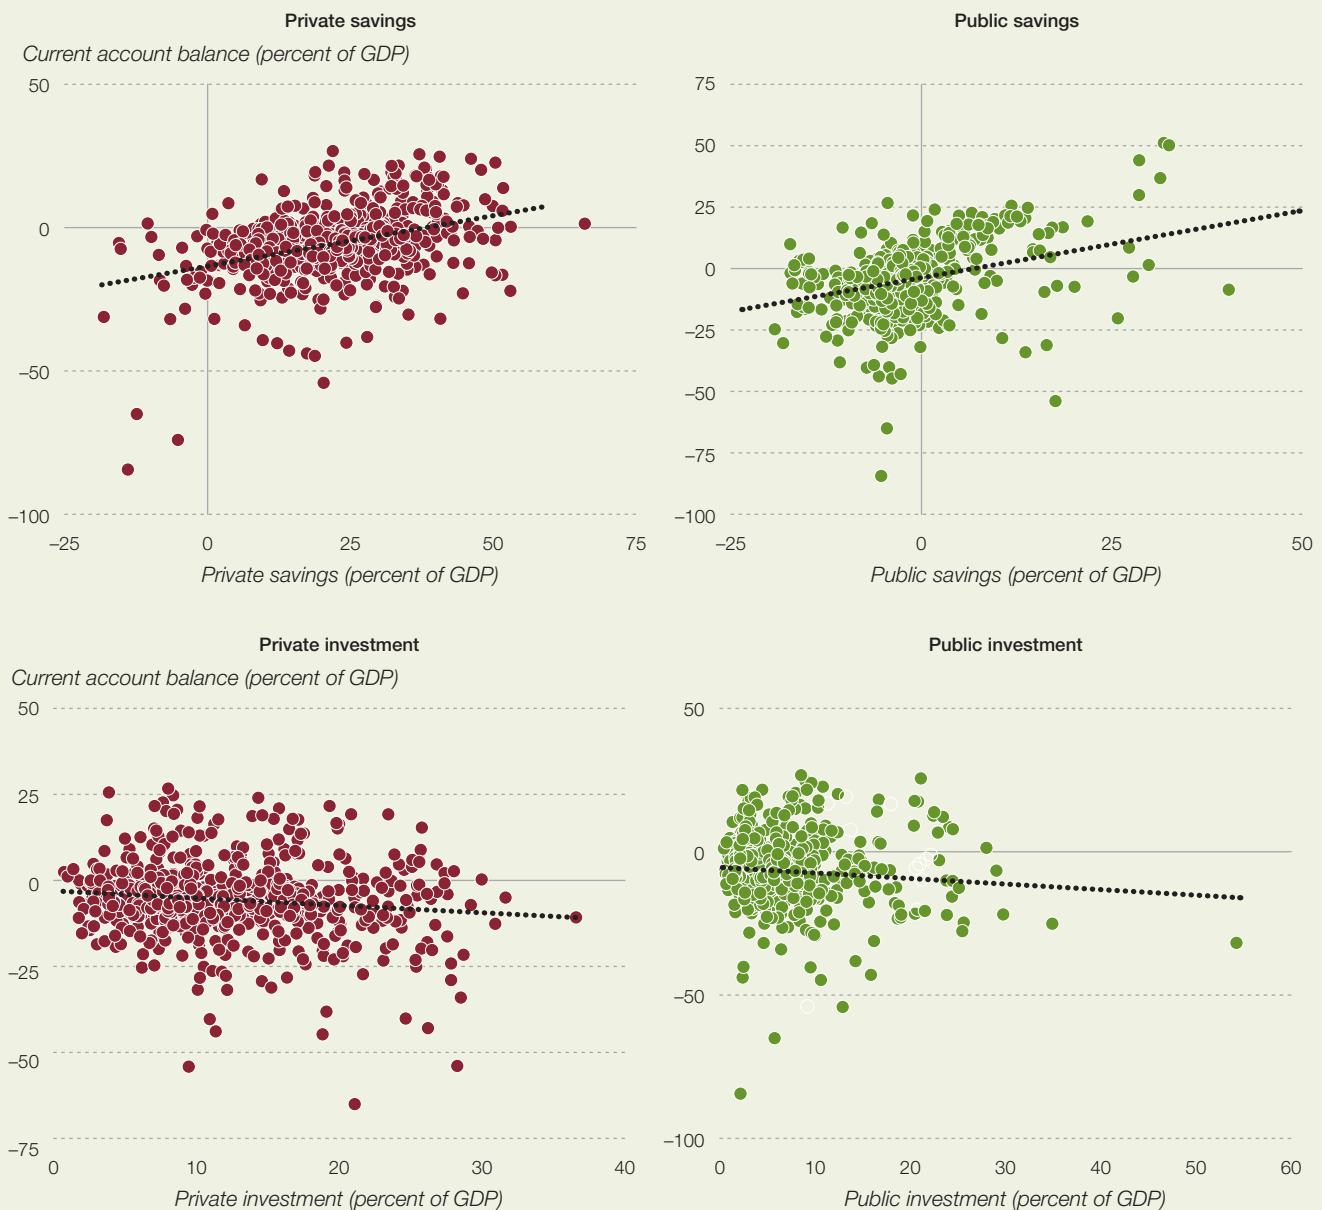 Private savings
Current account balance (percent of GDP)
50
0
–50
–100
–25 0 25 50 75
Private savings (percent of GDP)
Public savings
75
50
25
0
–25
–50
–75
–100
–25 0 25 50
Public savings (percent of GDP)
Private investment
Current account balance (percent of GDP)
50
25
0
–25
–50
–75
0 10 20 30 40
Private investment (percent of GDP)
Public investment
50
0
–50
–100
0 10 20 30 40 50 60
Public investment (percent of GDP)